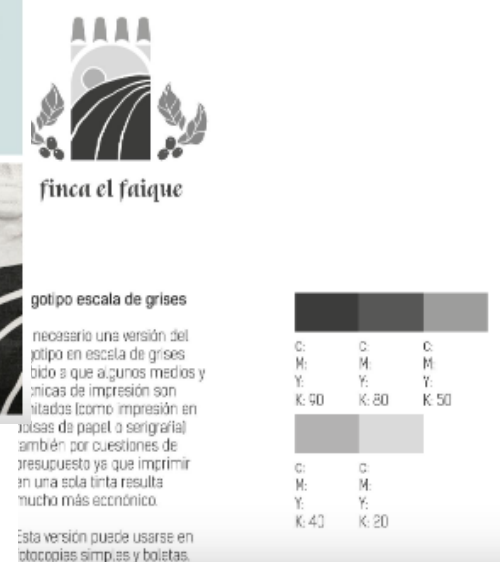 finca el faique
gotipo escala de grises
necesario una versión del
gotipo en escala de grises
bido a que algunos medios y
cnicas de impresión son
nitados (como impresión en
bolsas de papel o serigrafía)
también por cuestiones de
presupuesto ya que imprimir
en una sola tinta resulta
mucho más económico.
Esta versión puede usarse en
otocopias simples y boletas.
C: C: C:
M: M: M:
Y: Y: Y:
K: 90 K: 80 K: 50
C: C:
M: M:
Y: Y:
K: 40 K: 20